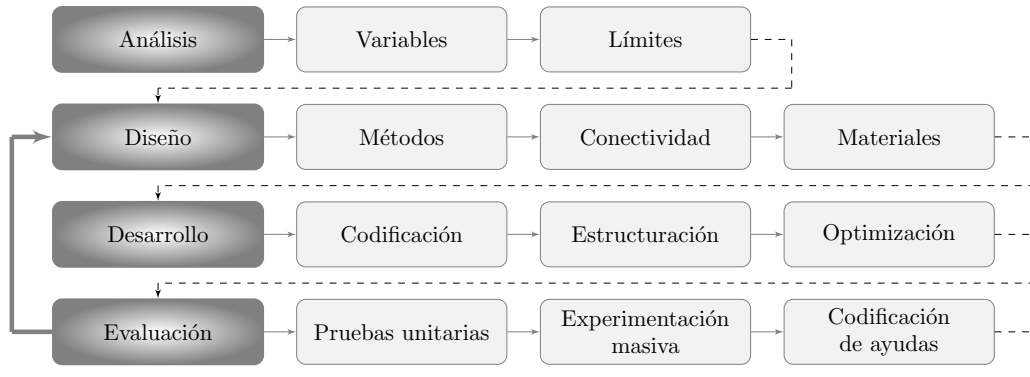 Análisis
Variables
Límites
Diseño
Métodos
Conectividad
Materiales
Desarrollo
Codificación
Estructuración
Optimización
Evaluación
Pruebas unitarias
Experimentación
masiva
Codificación
de ayudas